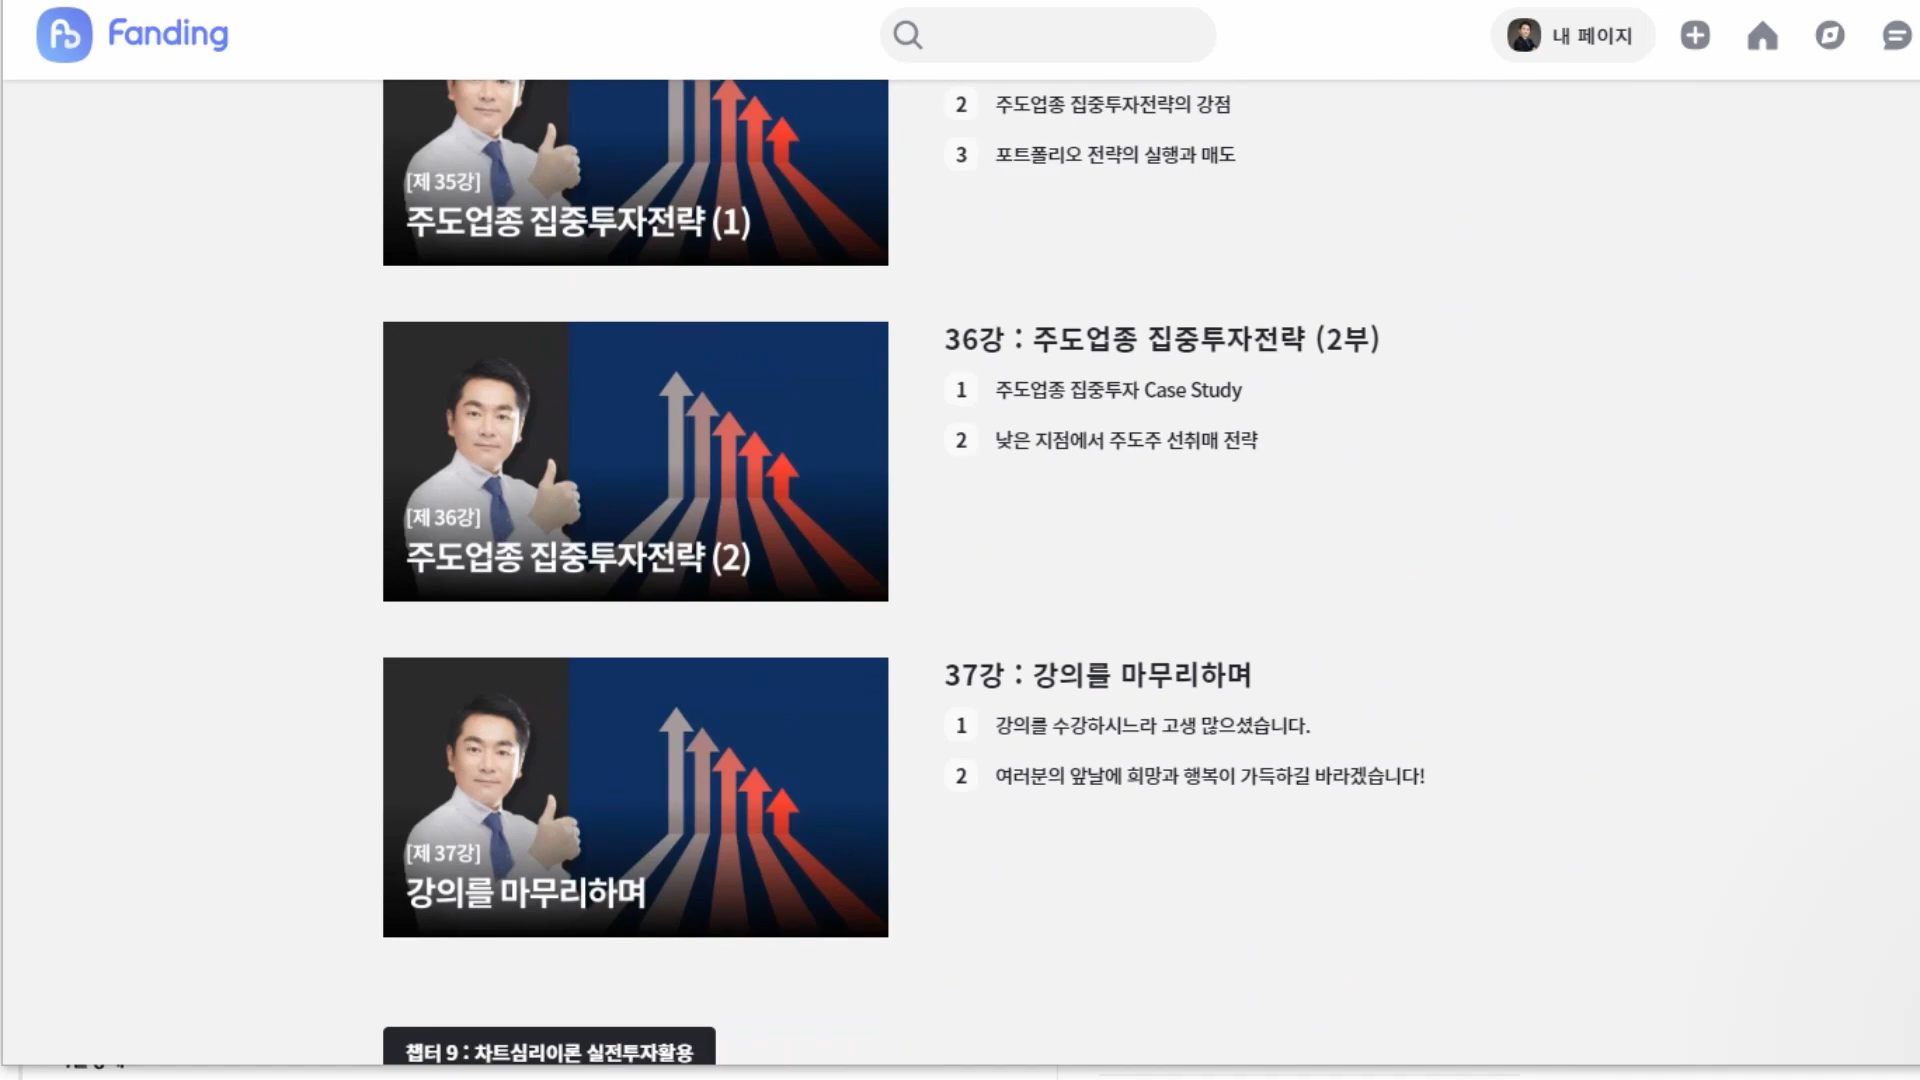 Fanding
내 페이지
[제 35강]
주도업종 집중투자전략 (1)
2 주도업종 집중투자전략의 강점
3 포트폴리오 전략의 실행과 매도
[제 36강]
주도업종 집중투자전략 (2)
36강 : 주도업종 집중투자전략 (2부)
1 주도업종 집중투자 Case Study
2 낮은 지점에서 주도주 선취매 전략
[제 37강]
강의를 마무리하며
37강 : 강의를 마무리하며
1 강의를 수강하시느라 고생 많으셨습니다.
2 여러분의 앞날에 희망과 행복이 가득하길 바라겠습니다!
챕터 9 : 차트심리이론 실전투자활용